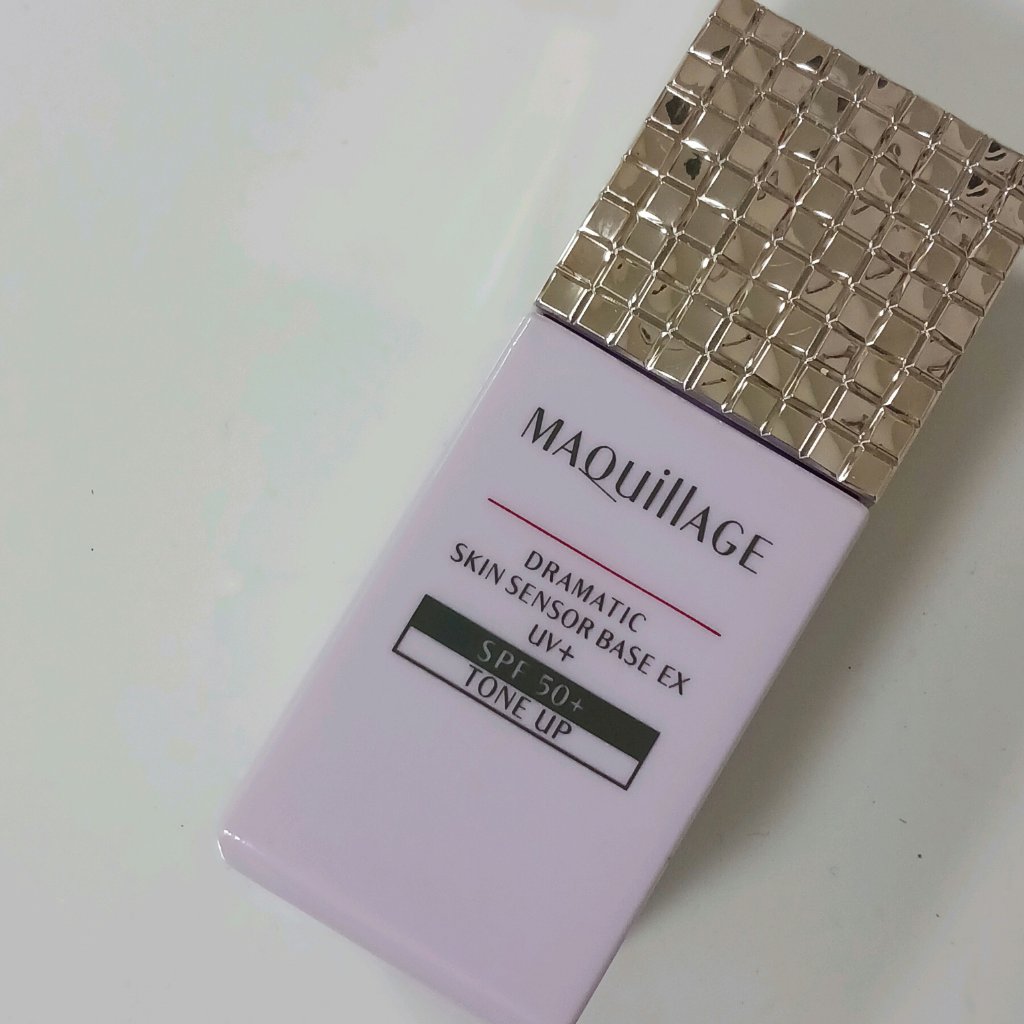 MAQuillAGE
DRAMATIC
SKIN SENSOR BASE EX
UV+
SPF 50+
TONE UP